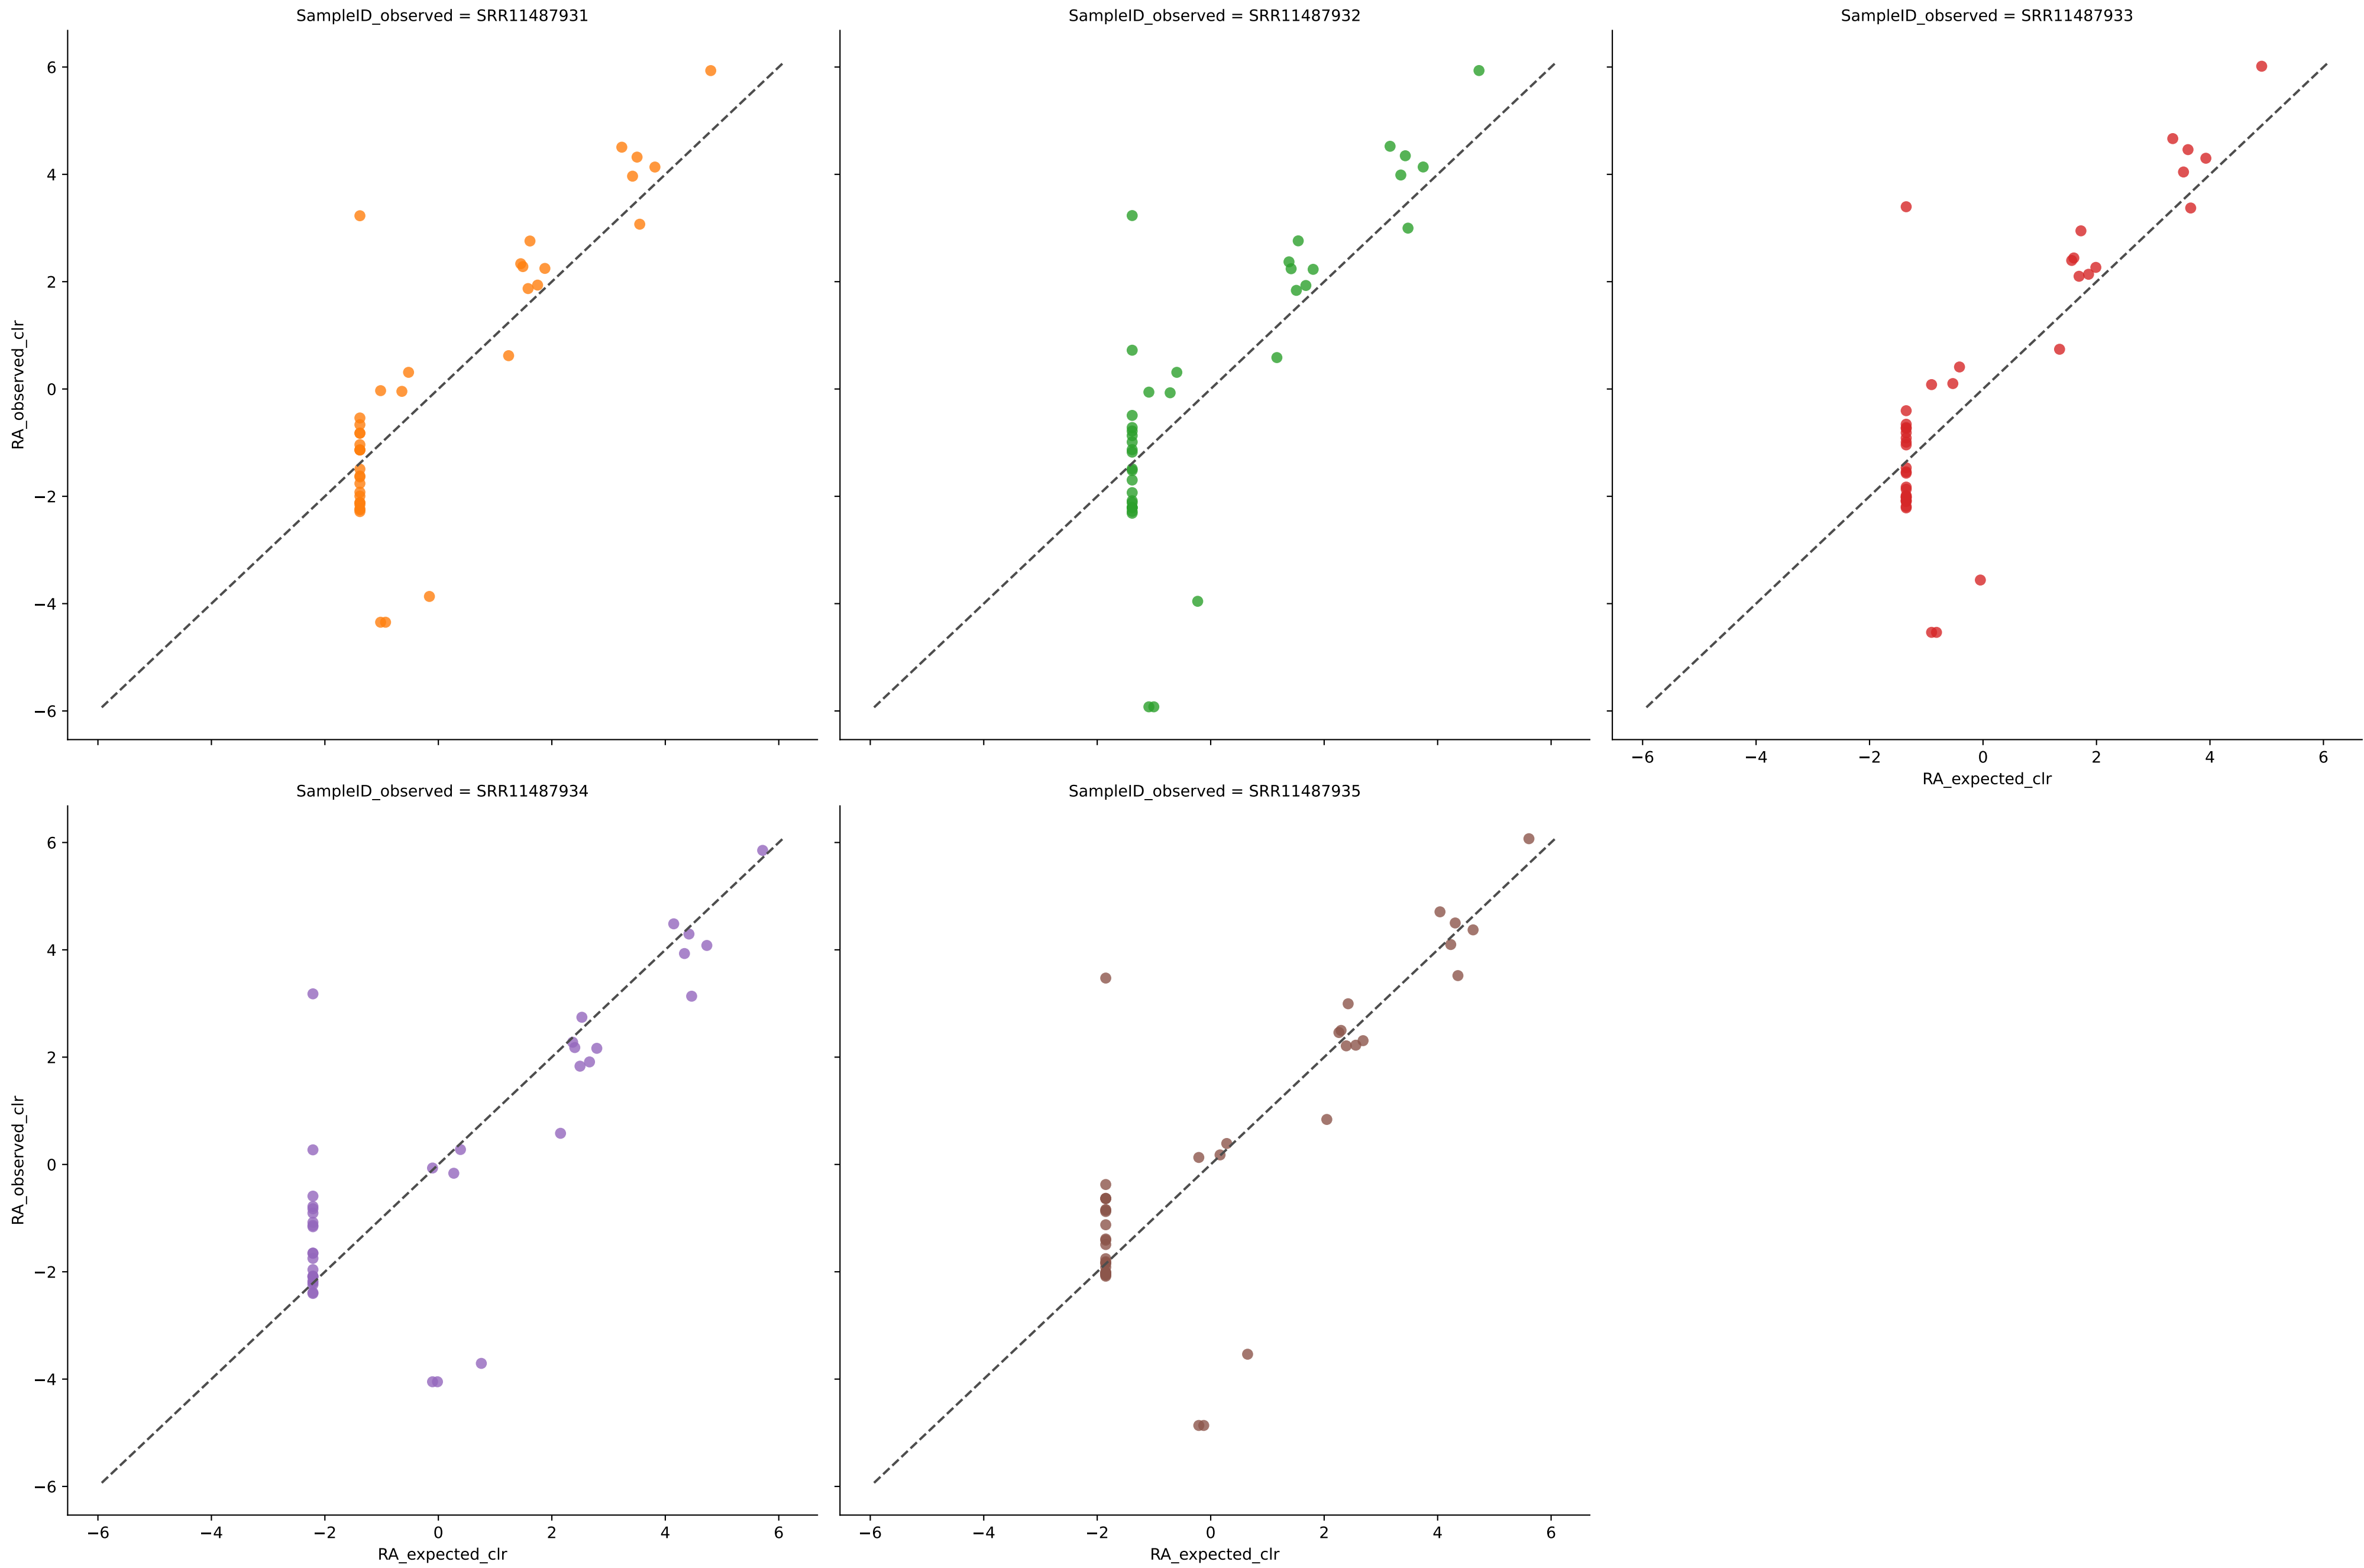 SampleID_observed = SRR11487931
SampleID_observed = SRR11487932
SampleID_observed = SRR11487933
6
4
2
0
−2
−4
−6
RA_observed_clr
−6 −4 −2 0 2 4 6
RA_expected_clr
SampleID_observed = SRR11487934
SampleID_observed = SRR11487935
6
4
2
0
−2
−4
−6
RA_observed_clr
−6 −4 −2 0 2 4 6
−6 −4 −2 0 2 4 6
RA_expected_clr
RA_expected_clr